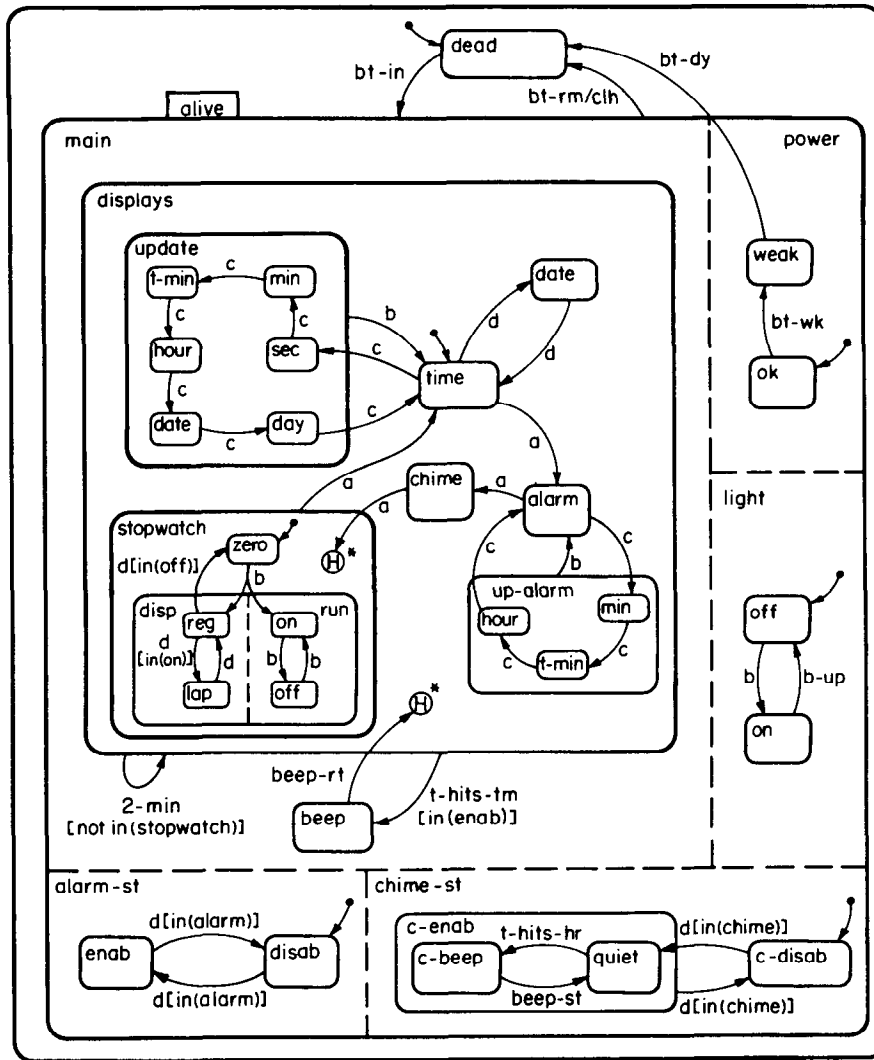 dead
bt-in
bt-dy
bt-rm/clh
alive
main
power
displays
update
t-min
c
min
date
weak
c
c
b
d
bt-wk
hour
sec
c
d
time
ok
c
date
c
day
c
a
a
chime
a
alarm
light
stopwatch
a
zero
H
*
c
c
d[in(off)]
b
b
up-alarm
off
disp
reg
on
run
hour
min
d
[in(on)]
d
b
b
c
t-min
c
b
b-up
lap
off
H
*
on
beep-rt
t-hits-tm
[in(enab)]
2-min
[not in(stopwatch)]
beep
alarm-st
chime-st
d[in(alarm)]
c-enab
t-hits-hr
d[in(chime)]
enab
disab
c-beep
quiet
c-disab
d[in(alarm)]
beep-st
d[in(chime)]